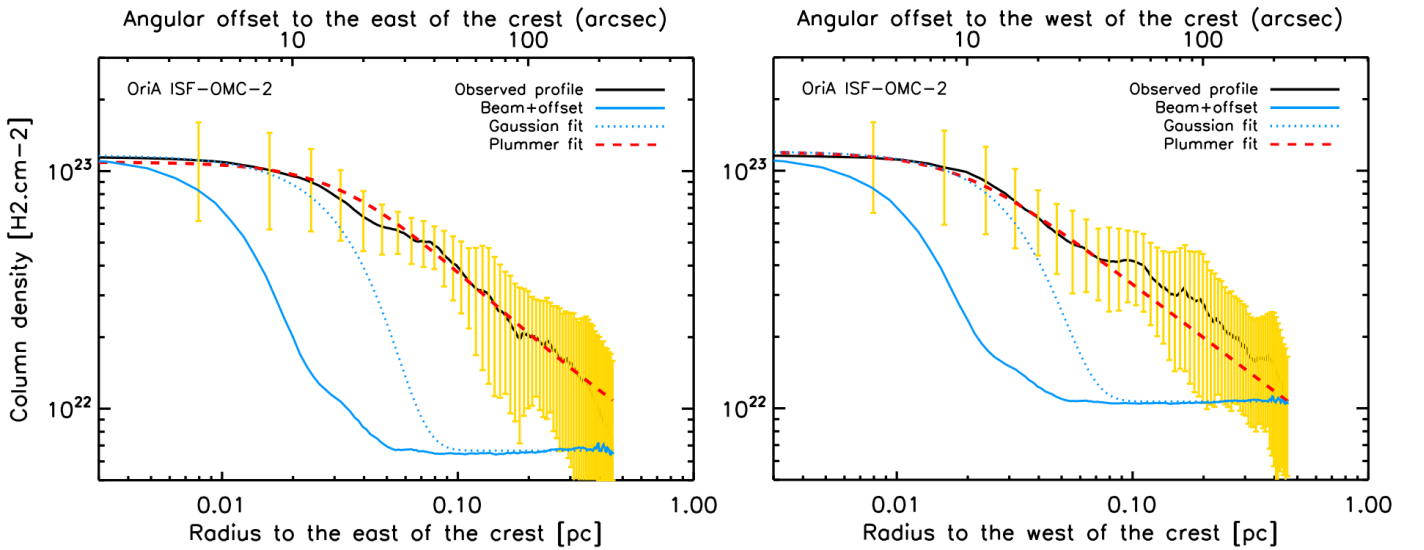 Angular offset to the east of the crest (arcsec)
10 100
OriA ISF-OMC-2
Observed profile
Beam+offset
Gaussian fit
Plummer fit
10^23
10^22
Column density [H2.cm-2]
0.01 0.10 1.00
Radius to the east of the crest [pc]
Angular offset to the west of the crest (arcsec)
10 100
OriA ISF-OMC-2
Observed profile
Beam+offset
Gaussian fit
Plummer fit
10^23
10^22
0.01 0.10 1.00
Radius to the west of the crest [pc]